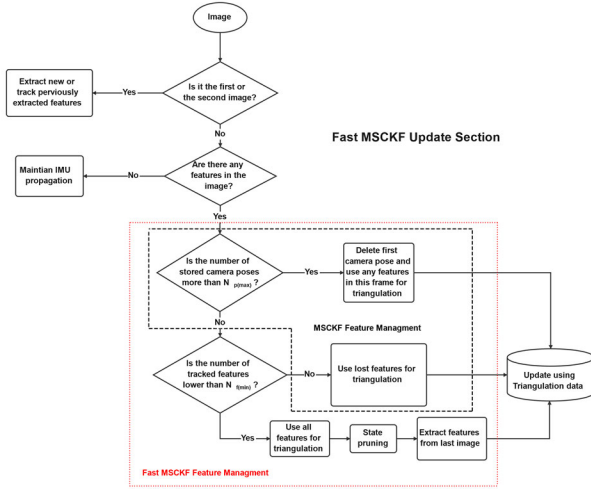 Image
Is it the first or
the second image?
Yes
Extract new or
track perviously
extracted features
No
Fast MSCKF Update Section
Are there any
features in the
image?
No
Maintian IMU
propagation
Yes
Is the number of
stored camera poses
more than N p(max) ?
Yes
Delete first
camera pose and
use any features
in this frame for
triangulation
No
MSCKF Feature Managment
Is the number of
tracked features
lower than N f(min) ?
No
Use lost features for
triangulation
Update using
Triangulation data
Yes
Use all
features for
triangulation
State
pruning
Extract features
from last image
Fast MSCKF Feature Managment